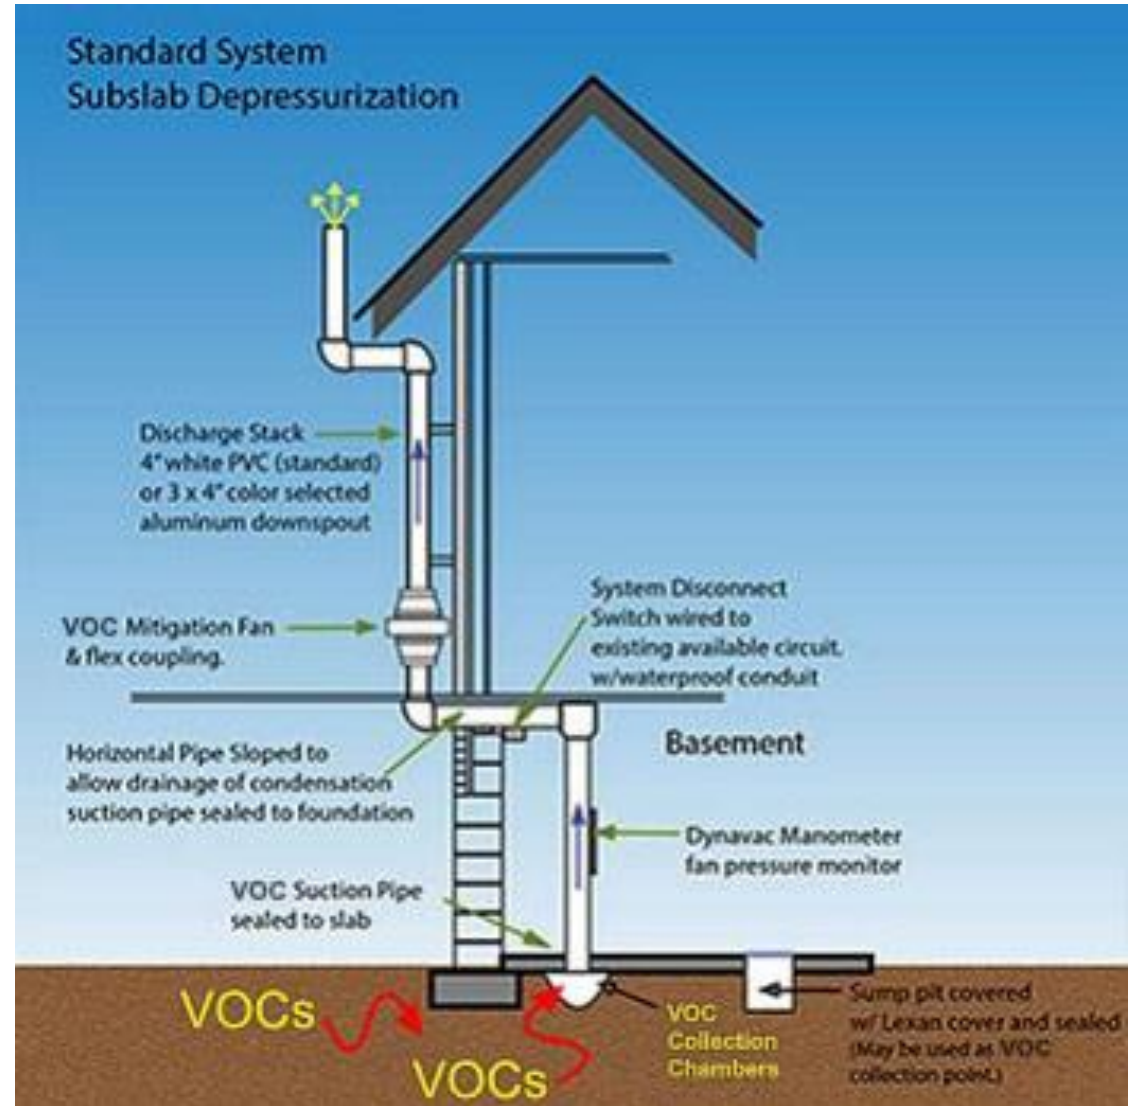 Standard System
Subslab Depressurization
Discharge Stack
4" white PVC (standard)
or 3 x 4" color selected
aluminum downspout
System Disconnect
Switch wired to
existing available circuit.
w/waterproof conduit
VOC Mitigation Fan
& flex coupling.
Basement
Horizontal Pipe Sloped to
allow drainage of condensation
suction pipe sealed to foundation
Dynavac Manometer
fan pressure monitor
VOC Suction Pipe
sealed to slab
VOCs
VOCs
VOC
Collection
Chambers
Sump pit covered
w/ Lexan cover and sealed
(May be used as VOC
collection point.)